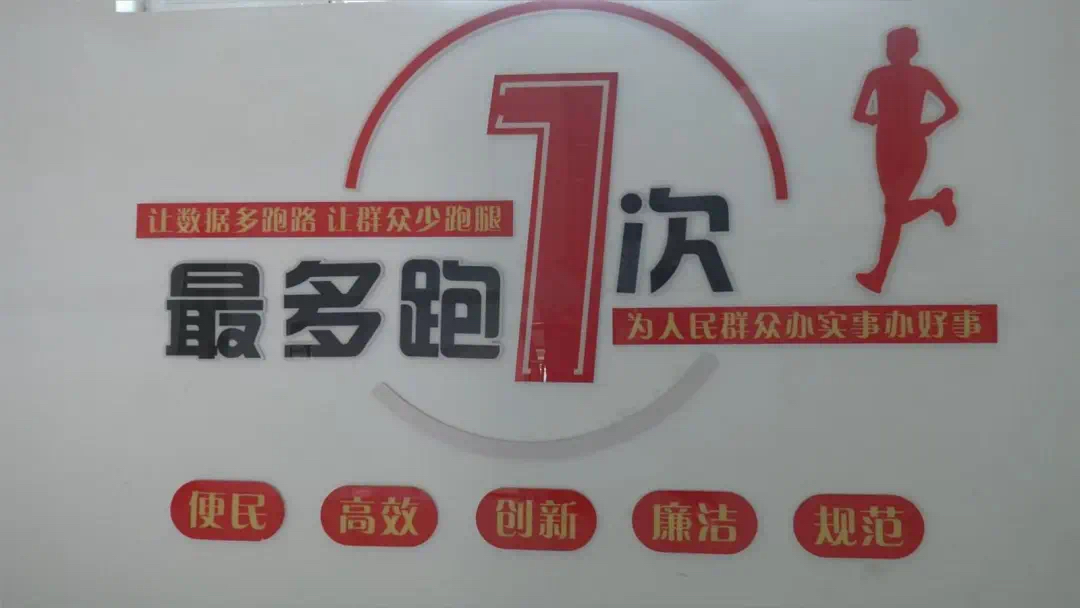 让数据多跑路 让群众少跑腿
最多跑1次
为人民群众办实事办好事
便民 高效 创新 廉洁 规范